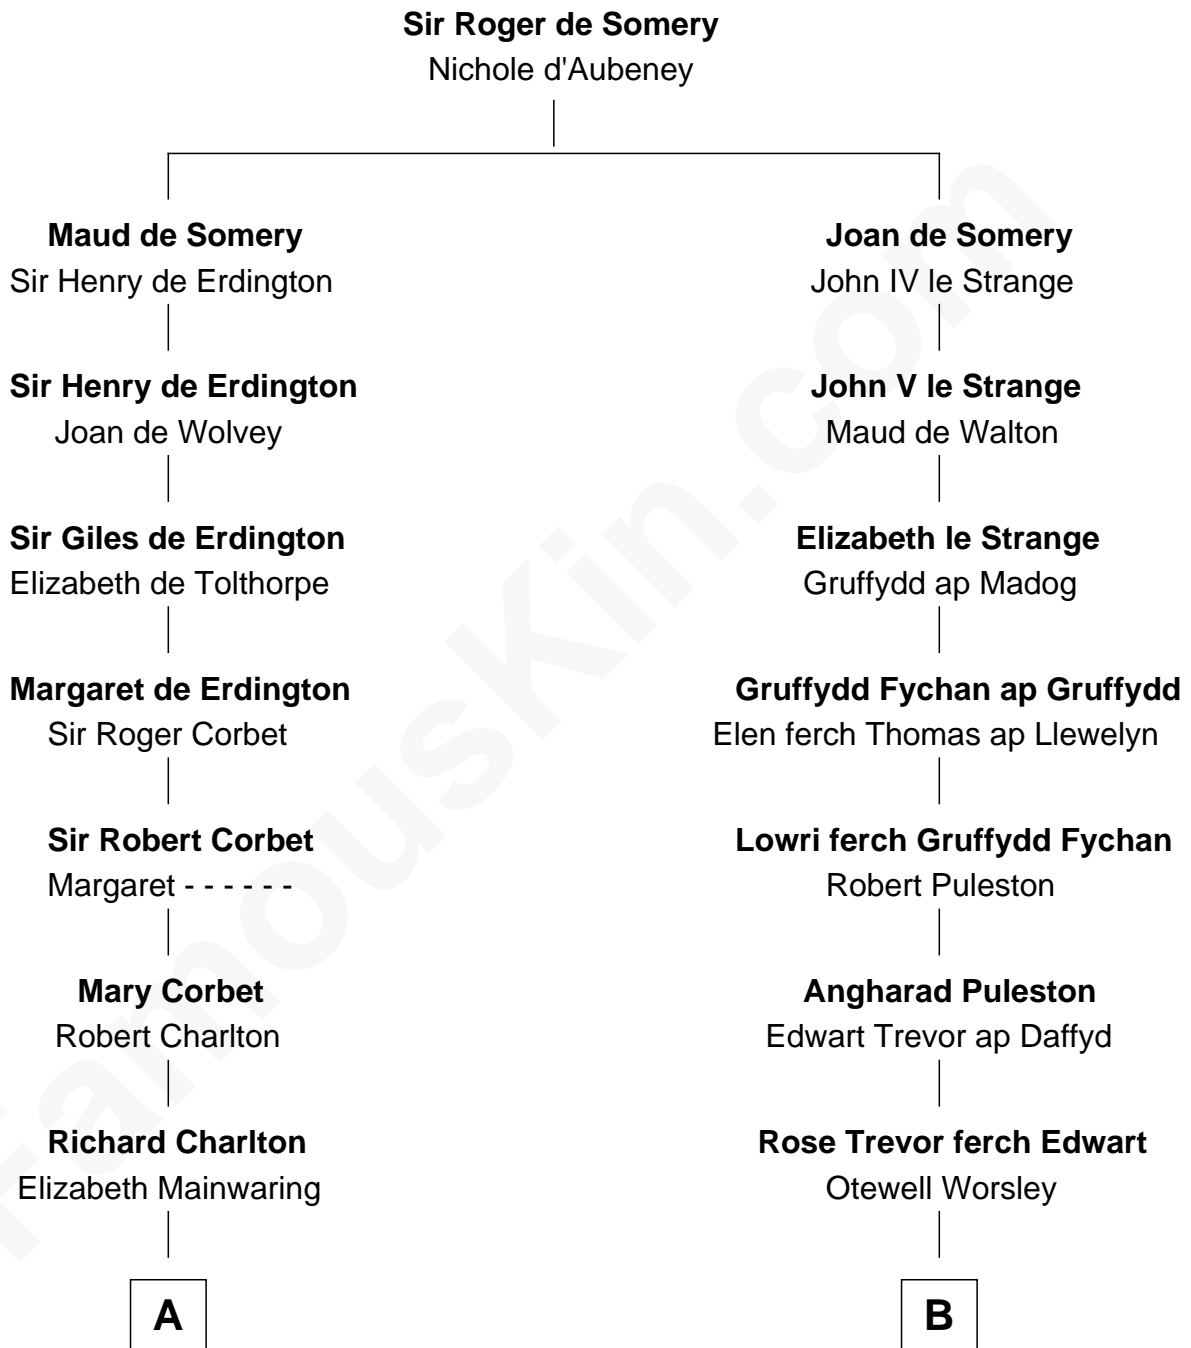 Sir Roger de Somery
Nichole d'Aubeney
Maud de Somery
Sir Henry de Erdington
Joan de Somery
John IV le Strange
Sir Henry de Erdington
Joan de Wolvey
John V le Strange
Maud de Walton
Sir Giles de Erdington
Elizabeth de Tolthorpe
Elizabeth le Strange
Gruffydd ap Madog
Margaret de Erdington
Sir Roger Corbet
Gruffydd Fychan ap Gruffydd
Elen ferch Thomas ap Llewelyn
Sir Robert Corbet
Margaret - - - - - -
Lowri ferch Gruffydd Fychan
Robert Puleston
Mary Corbet
Robert Charlton
Angharad Puleston
Edwart Trevor ap Daffyd
Richard Charlton
Elizabeth Mainwaring
Rose Trevor ferch Edwart
Otewell Worsley
A
B
FamousKin.com